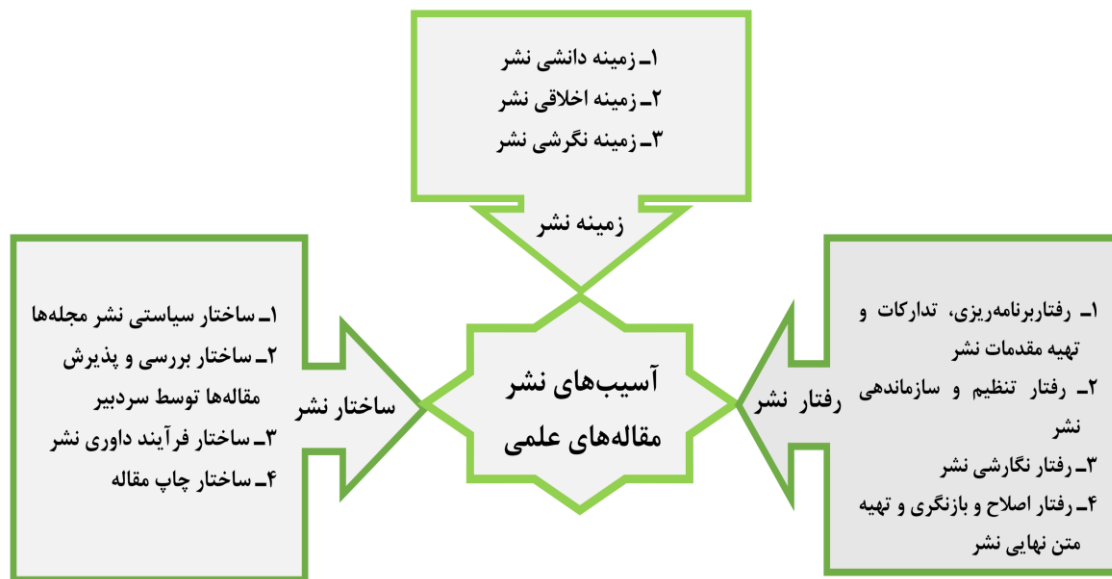 ۱ـ زمینه دانشی نشر
۲ـ زمینه اخلاقی نشر
۳ـ زمینه نگرشی نشر
زمینه نشر
۱ـ رفتاربرنامه‌ریزی، تدارکات و
تهیه مقدمات نشر
۲ـ رفتار تنظیم و سازماندهی
نشر
۳ـ رفتار نگارشی نشر
۴ـ رفتار اصلاح و بازنگری و تهیه
متن نهایی نشر
رفتار نشر
آسیب‌های نشر
مقاله‌های علمی
ساختار نشر
۱ـ ساختار سیاستی نشر مجله‌ها
۲ـ ساختار بررسی و پذیرش
مقاله‌ها توسط سردبیر
۳ـ ساختار فرآیند داوری نشر
۴ـ ساختار چاپ مقاله